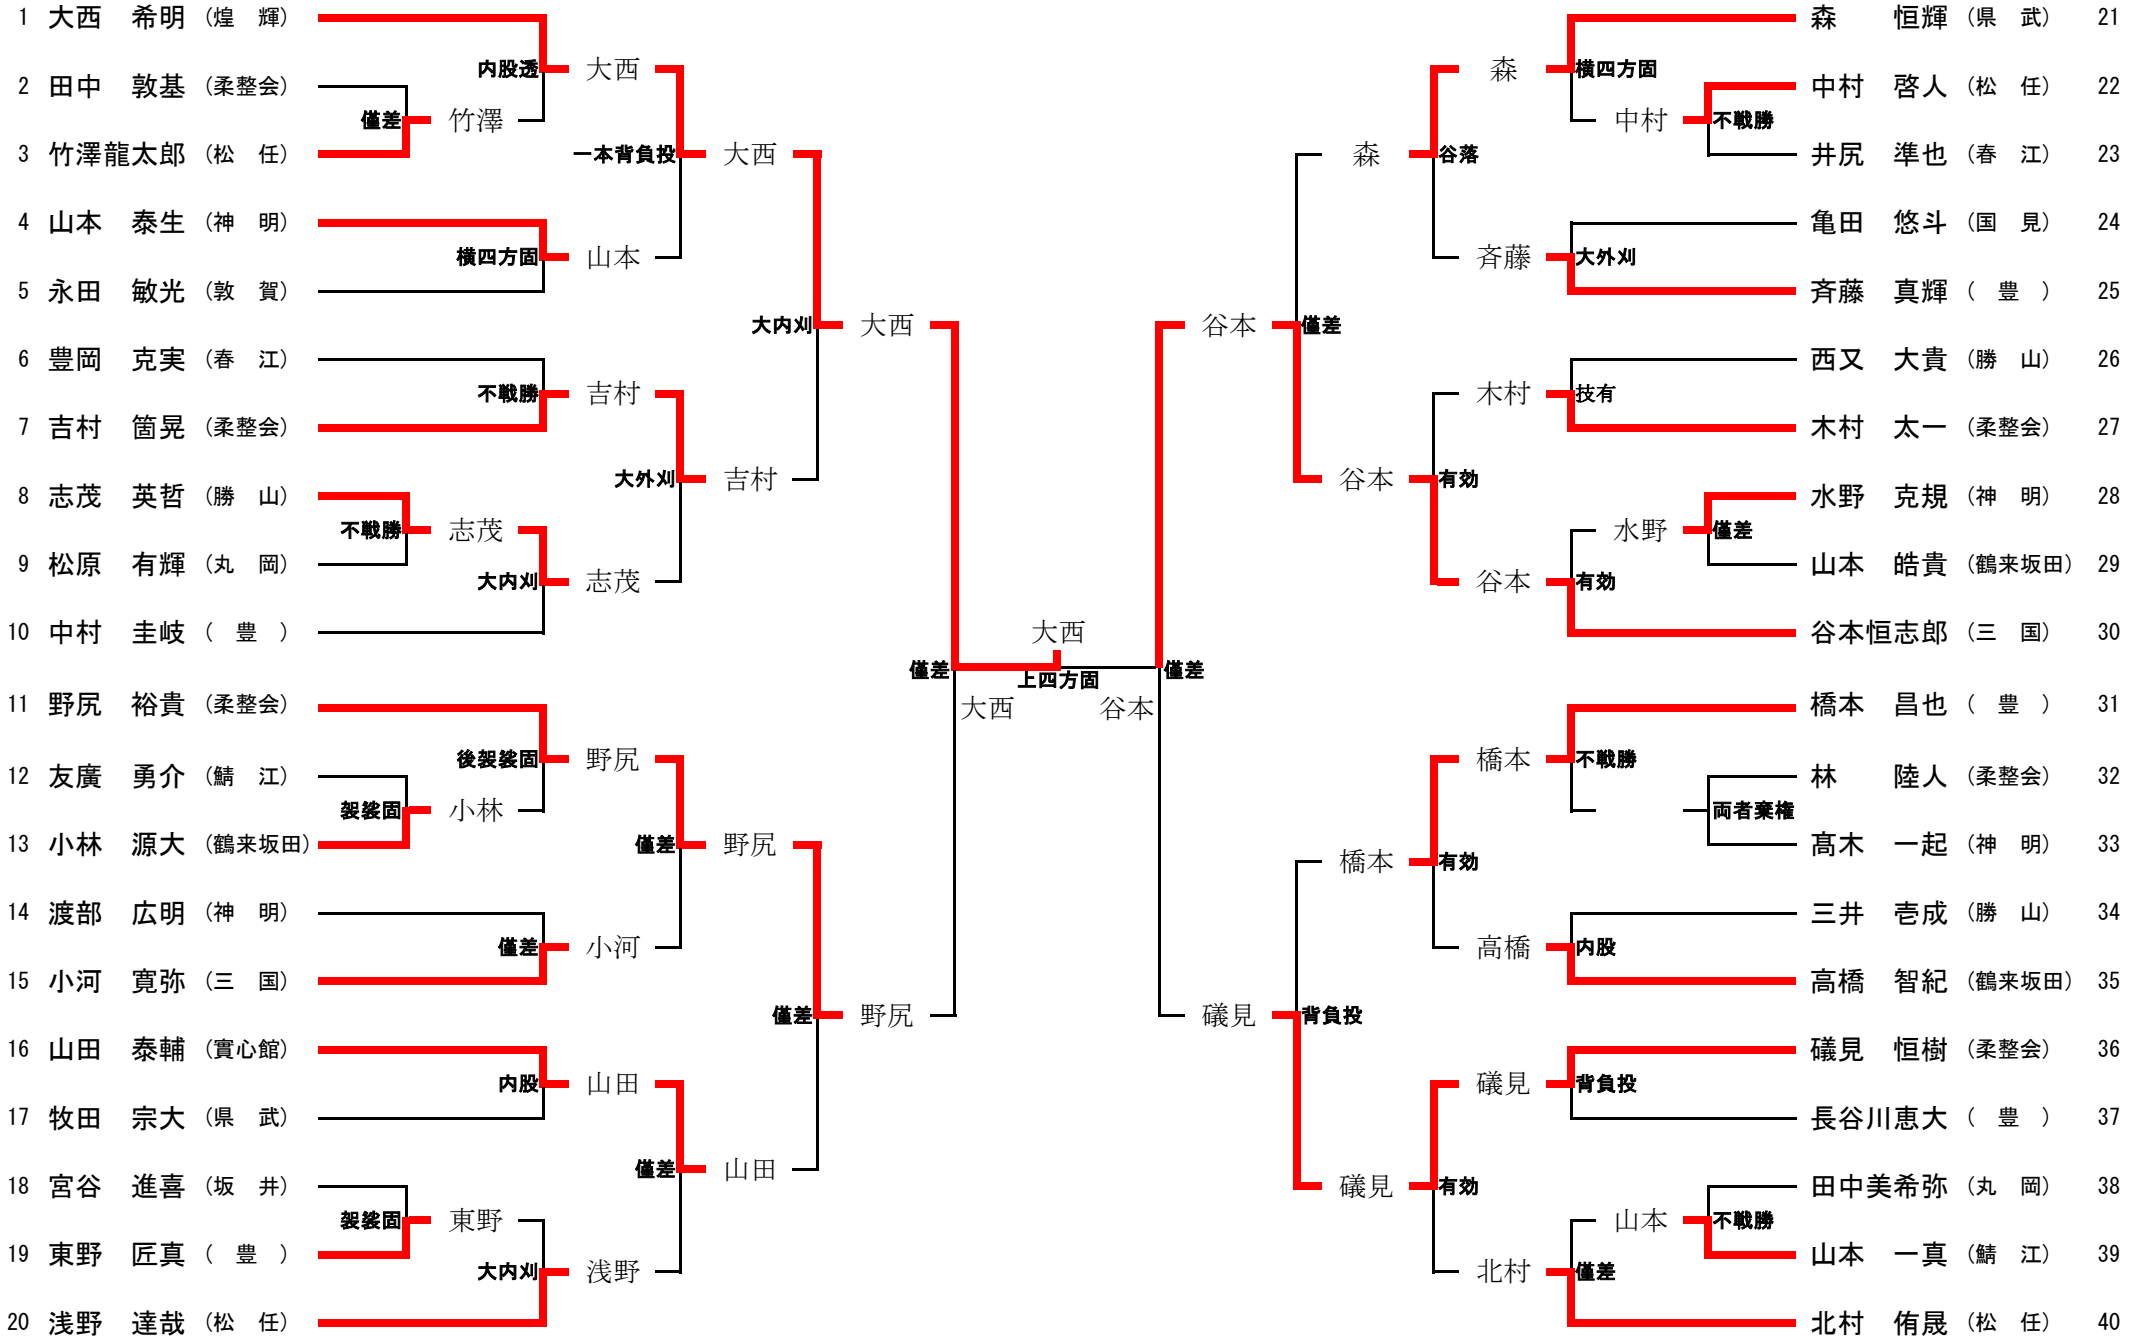 1 大西 希明 (煌 輝)
2 田中 敦基 (柔整会)
3 竹澤龍太郎 (松 任)
4 山本 泰生 (神 明)
5 永田 敏光 (敦 賀)
6 豊岡 克実 (春 江)
7 吉村 箇晃 (柔整会)
8 志茂 英哲 (勝 山)
9 松原 有輝 (丸 岡)
10 中村 圭岐 ( 豊 )
11 野尻 裕貴 (柔整会)
12 友廣 勇介 (鯖 江)
13 小林 源大 (鶴来坂田)
14 渡部 広明 (神 明)
15 小河 寛弥 (三 国)
16 山田 泰輔 (實心館)
17 牧田 宗大 (県 武)
18 宮谷 進喜 (坂 井)
19 東野 匠真 ( 豊 )
20 浅野 達哉 (松 任)
僅差
竹澤
不戦勝
志茂
袈裟固
小林
袈裟固
東野
内股透
大西
横四方固
山本
不戦勝
吉村
大内刈
志茂
後袈裟固
野尻
僅差
小河
内股
山田
大内刈
浅野
一本背負投
大西
大外刈
吉村
僅差
野尻
僅差
山田
大内刈
大西
僅差
野尻
僅差
大西
大西
上四方固
谷本
僅差
谷本
僅差
礒見
背負投
森
谷落
谷本
有効
橋本
有効
礒見
有効
森
横四方固
斉藤
大外刈
木村
技有
谷本
有効
橋本
不戦勝
高橋
内股
礒見
背負投
北村
僅差
中村
不戦勝
水野
僅差
両者棄権
山本
不戦勝
森 恒輝 (県 武) 21
中村 啓人 (松 任) 22
井尻 準也 (春 江) 23
亀田 悠斗 (国 見) 24
斉藤 真輝 ( 豊 ) 25
西又 大貴 (勝 山) 26
木村 太一 (柔整会) 27
水野 克規 (神 明) 28
山本 皓貴 (鶴来坂田) 29
谷本恒志郎 (三 国) 30
橋本 昌也 ( 豊 ) 31
林 陸人 (柔整会) 32
髙木 一起 (神 明) 33
三井 壱成 (勝 山) 34
高橋 智紀 (鶴来坂田) 35
礒見 恒樹 (柔整会) 36
長谷川恵大 ( 豊 ) 37
田中美希弥 (丸 岡) 38
山本 一真 (鯖 江) 39
北村 侑晟 (松 任) 40